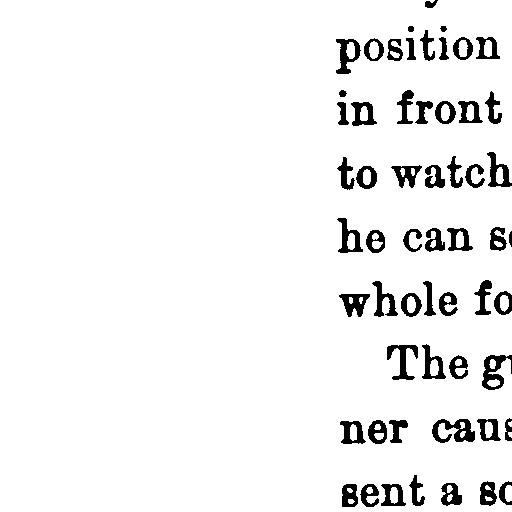 position
in front
to watch
he can
whole
The
ner
sent a